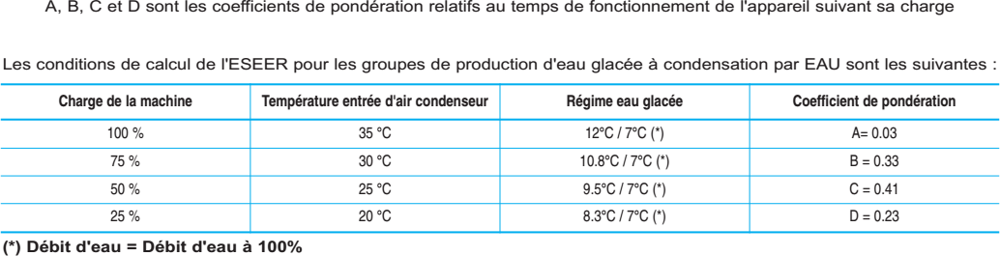 A, B, C et D sont les coefficients de pondération relatifs au temps de fonctionnement de l'appareil suivant sa charge
Les conditions de calcul de l'ESEER pour les groupes de production d'eau glacée à condensation par EAU sont les suivantes :
Charge de la machine Température entrée d'air condenseur Régime eau glacée Coefficient de pondération
100 % 35 °C 12°C / 7°C (*) A= 0.03
75 % 30 °C 10.8°C / 7°C (*) B = 0.33
50 % 25 °C 9.5°C / 7°C (*) C = 0.41
25 % 20 °C 8.3°C / 7°C (*) D = 0.23
(*) Débit d'eau = Débit d'eau à 100%